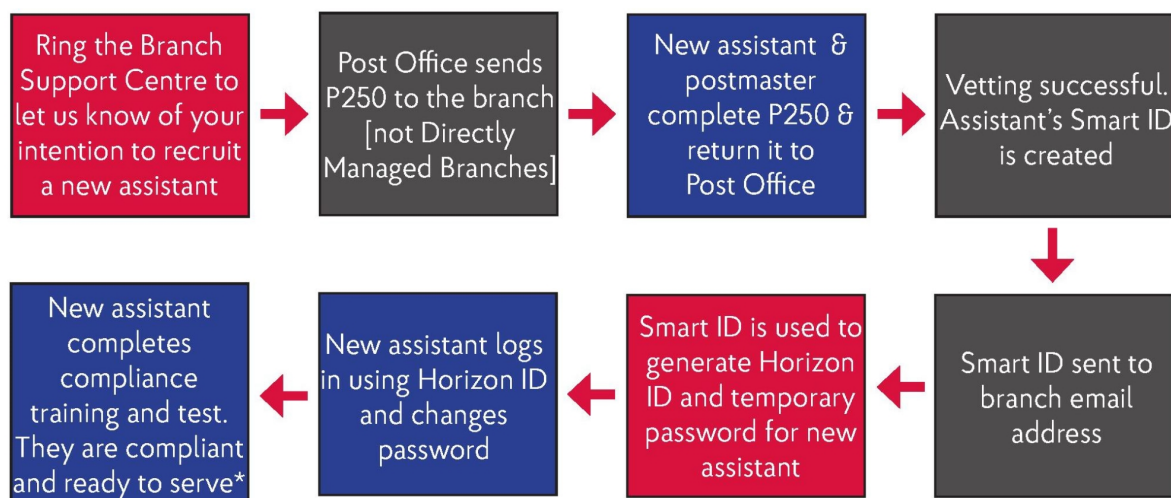 Ring the Branch
Support Centre to
let us know of your
intention to recruit
a new assistant
Post Office sends
P250 to the branch
[not Directly
Managed Branches]
New assistant &
postmaster
complete P250 &
return it to
Post Office
Vetting successful.
Assistant's Smart ID
is created
Smart ID sent to
branch email
address
Smart ID is used to
generate Horizon
ID and temporary
password for new
assistant
New assistant logs
in using Horizon ID
and changes
password
New assistant
completes
compliance
training and test.
They are compliant
and ready to serve*